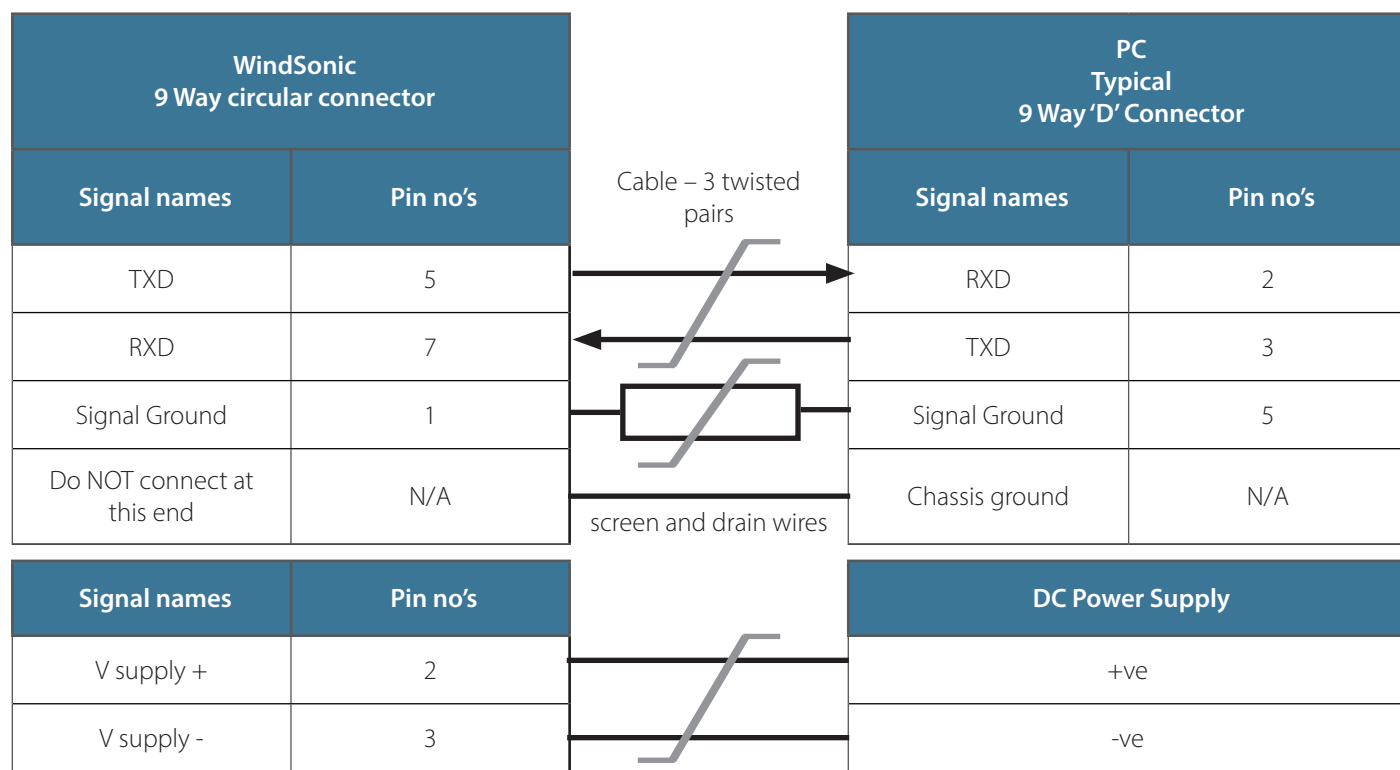 WindSonic
9 Way circular connector
PC
Typical
9 Way ‘D’ Connector
Signal names Pin no’s
Cable – 3 twisted
pairs
Signal names Pin no’s
TXD 5 RXD 2
RXD 7 TXD 3
Signal Ground 1 Signal Ground 5
Do NOT connect at
this end
N/A Chassis ground N/A
screen and drain wires
Signal names Pin no’s DC Power Supply
V supply + 2 +ve
V supply - 3 -ve